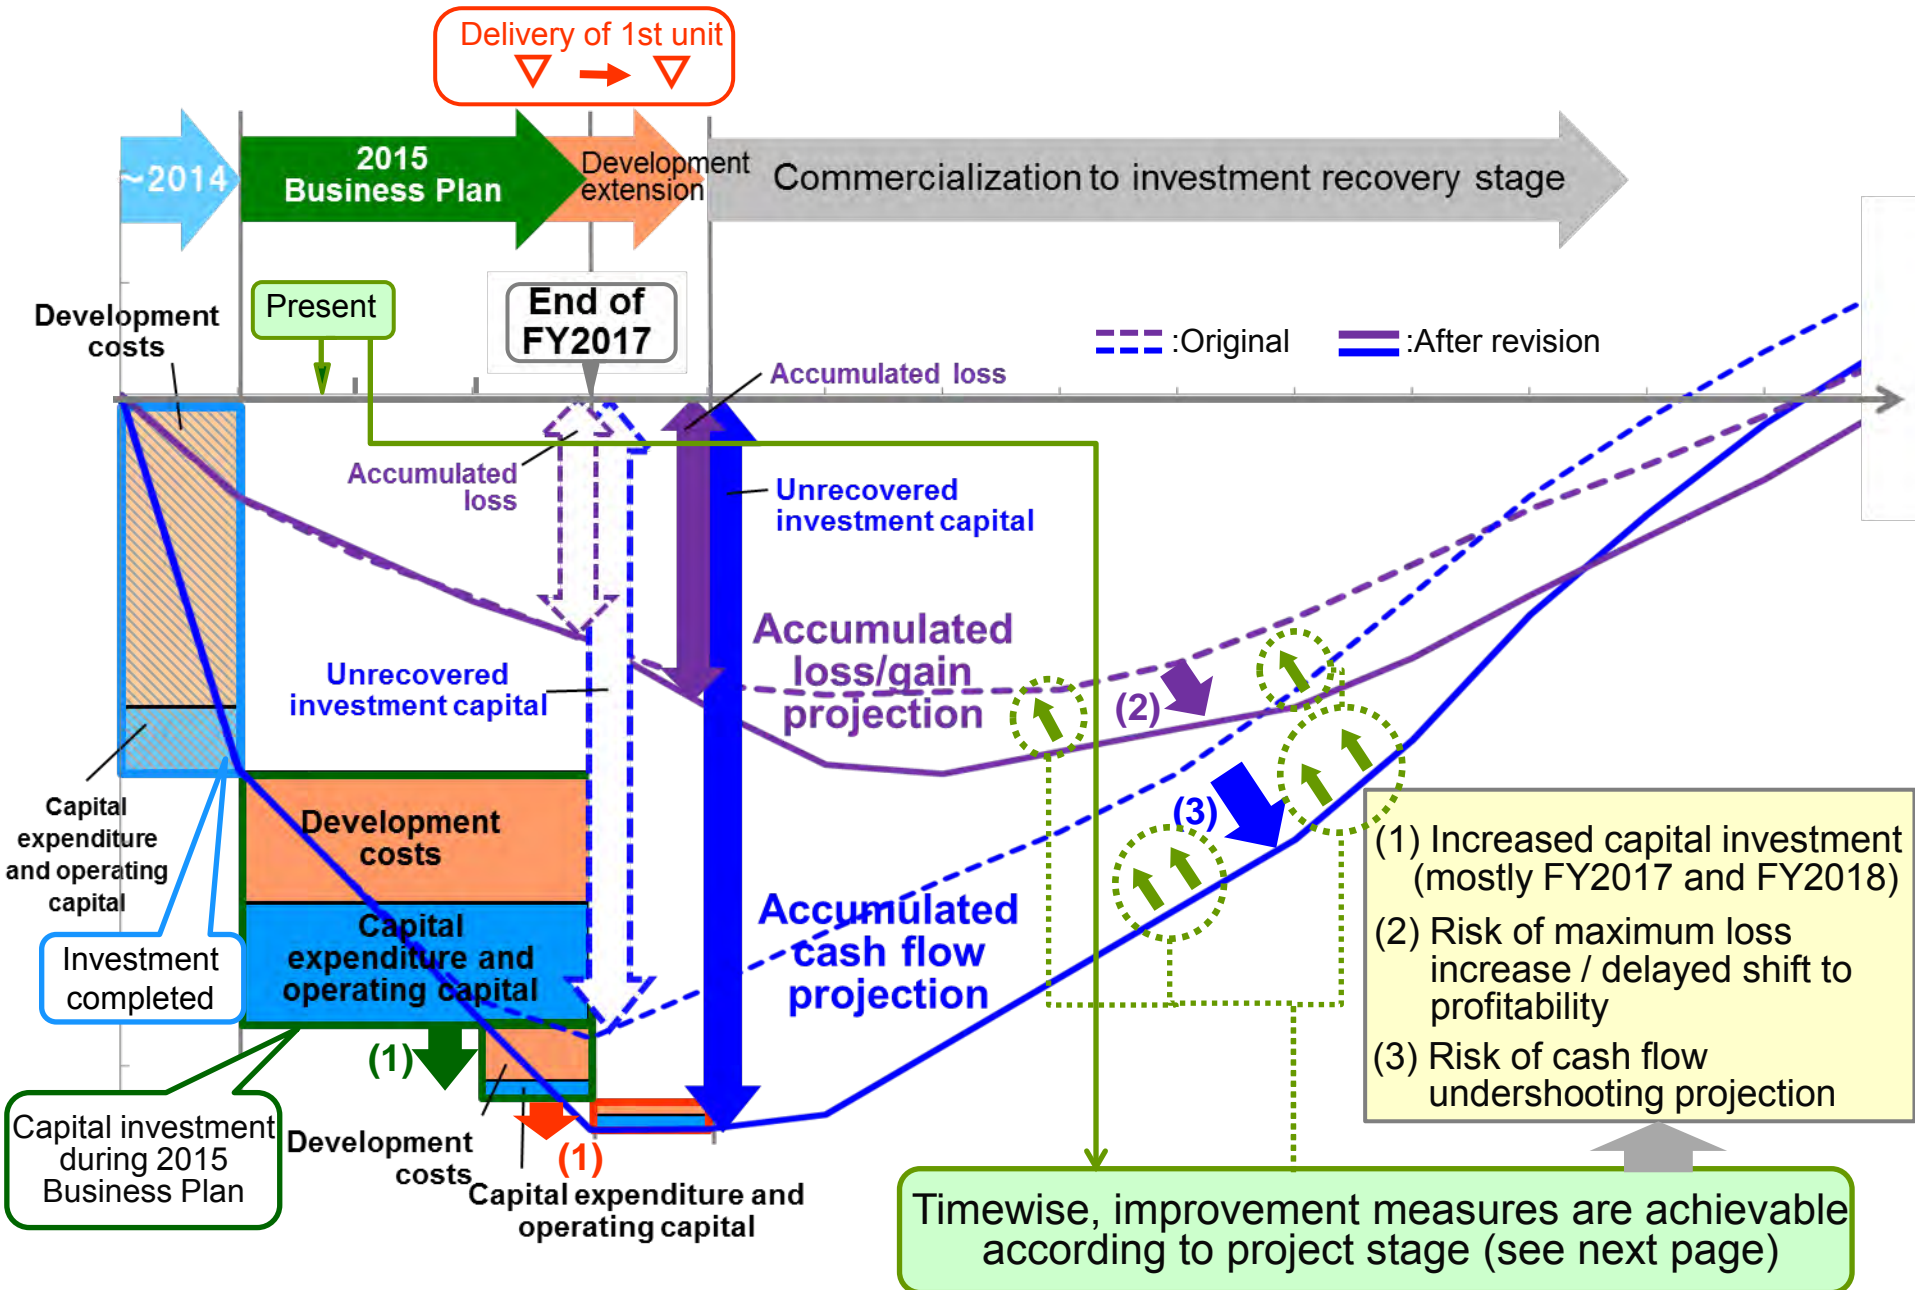 Delivery of 1st unit
~2014
2015
Business Plan
Development
extension
Commercialization to investment recovery stage
Present
End of
FY2017
Development
costs
:Original
:After revision
Accumulated loss
Accumulated
loss
Unrecovered
investment capital
Accumulated
loss/gain
projection
Unrecovered
investment capital
(2)
(3)
Capital
expenditure
and operating
capital
Development
costs
Capital
expenditure and
operating capital
Accumulated
cash flow
projection
Investment
completed
(1)
(1) Increased capital investment
(mostly FY2017 and FY2018)
(2) Risk of maximum loss
increase / delayed shift to
profitability
(3) Risk of cash flow
undershooting projection
Capital investment
during 2015
Business Plan
Development
costs
(1)
Capital expenditure and
operating capital
Timewise, improvement measures are achievable
according to project stage (see next page)